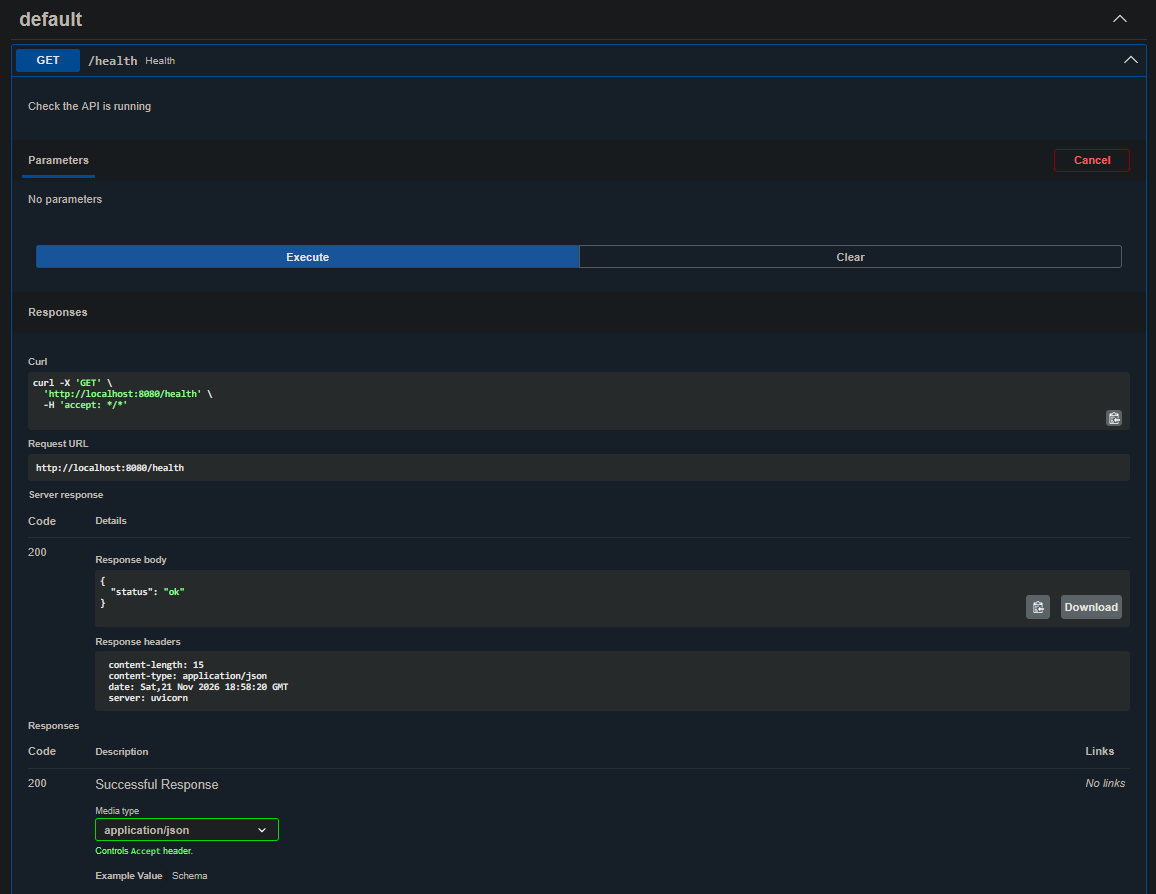 default
GET /health Health
Check the API is running
Parameters Cancel
No parameters
Execute Clear
Responses
Curl
curl -X 'GET' \
  'http://localhost:8080/health' \
  -H 'accept: */*'
Request URL
http://localhost:8080/health
Server response
Code Details
200
Response body
{
  "status": "ok"
}
Download
Response headers
content-length: 15
content-type: application/json
date: Sat,21 Nov 2026 18:58:20 GMT
server: uvicorn
Responses
Code Description Links
200 Successful Response No links
Media type
application/json
Controls Accept header.
Example Value Schema